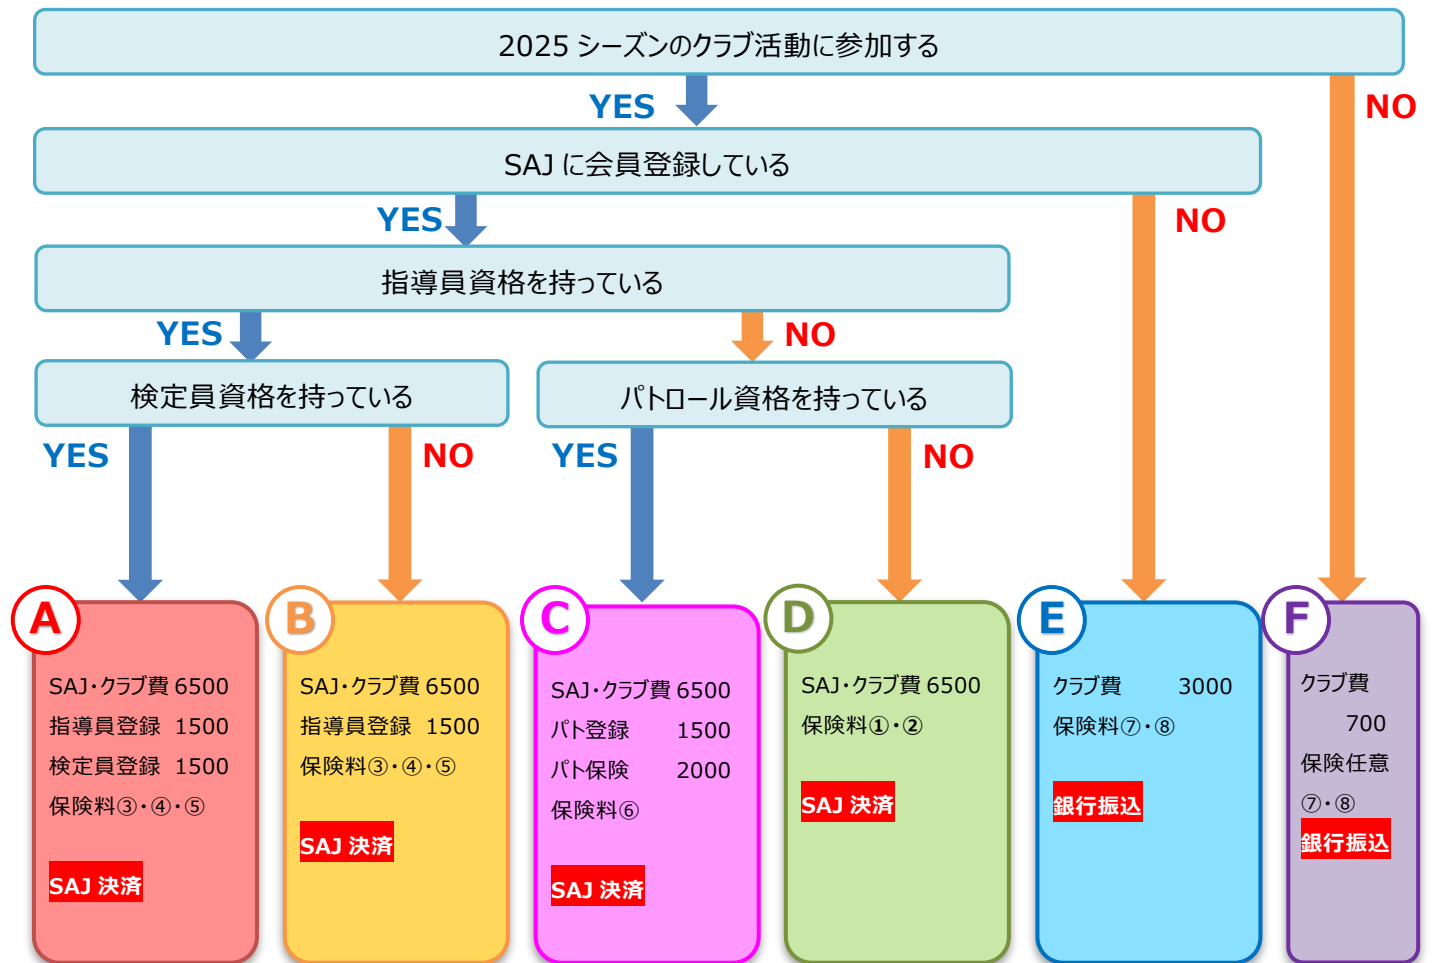 2025 シーズンのクラブ活動に参加する
YES
NO
SAJ に会員登録している
YES
NO
指導員資格を持っている
YES
NO
検定員資格を持っている
パトロール資格を持っている
YES
NO
YES
NO
A
SAJ・クラブ費 6500
指導員登録 1500
検定員登録 1500
保険料③・④・⑤
SAJ 決済
B
SAJ・クラブ費 6500
指導員登録 1500
保険料③・④・⑤
SAJ 決済
C
SAJ・クラブ費 6500
パト登録 1500
パト保険 2000
保険料⑥
SAJ 決済
D
SAJ・クラブ費 6500
保険料①・②
SAJ 決済
E
クラブ費 3000
保険料⑦・⑧
銀行振込
F
クラブ費
700
保険任意
⑦・⑧
銀行振込